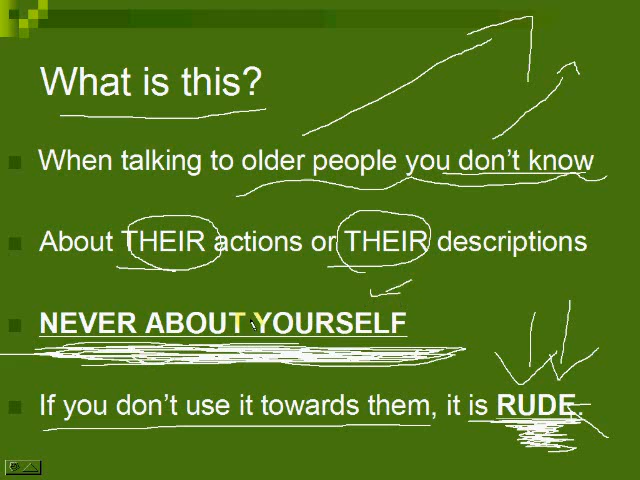 What is this?
When talking to older people you don't know
About THEIR actions or THEIR descriptions
NEVER ABOUT YOURSELF
If you don't use it towards them, it is RUDE.